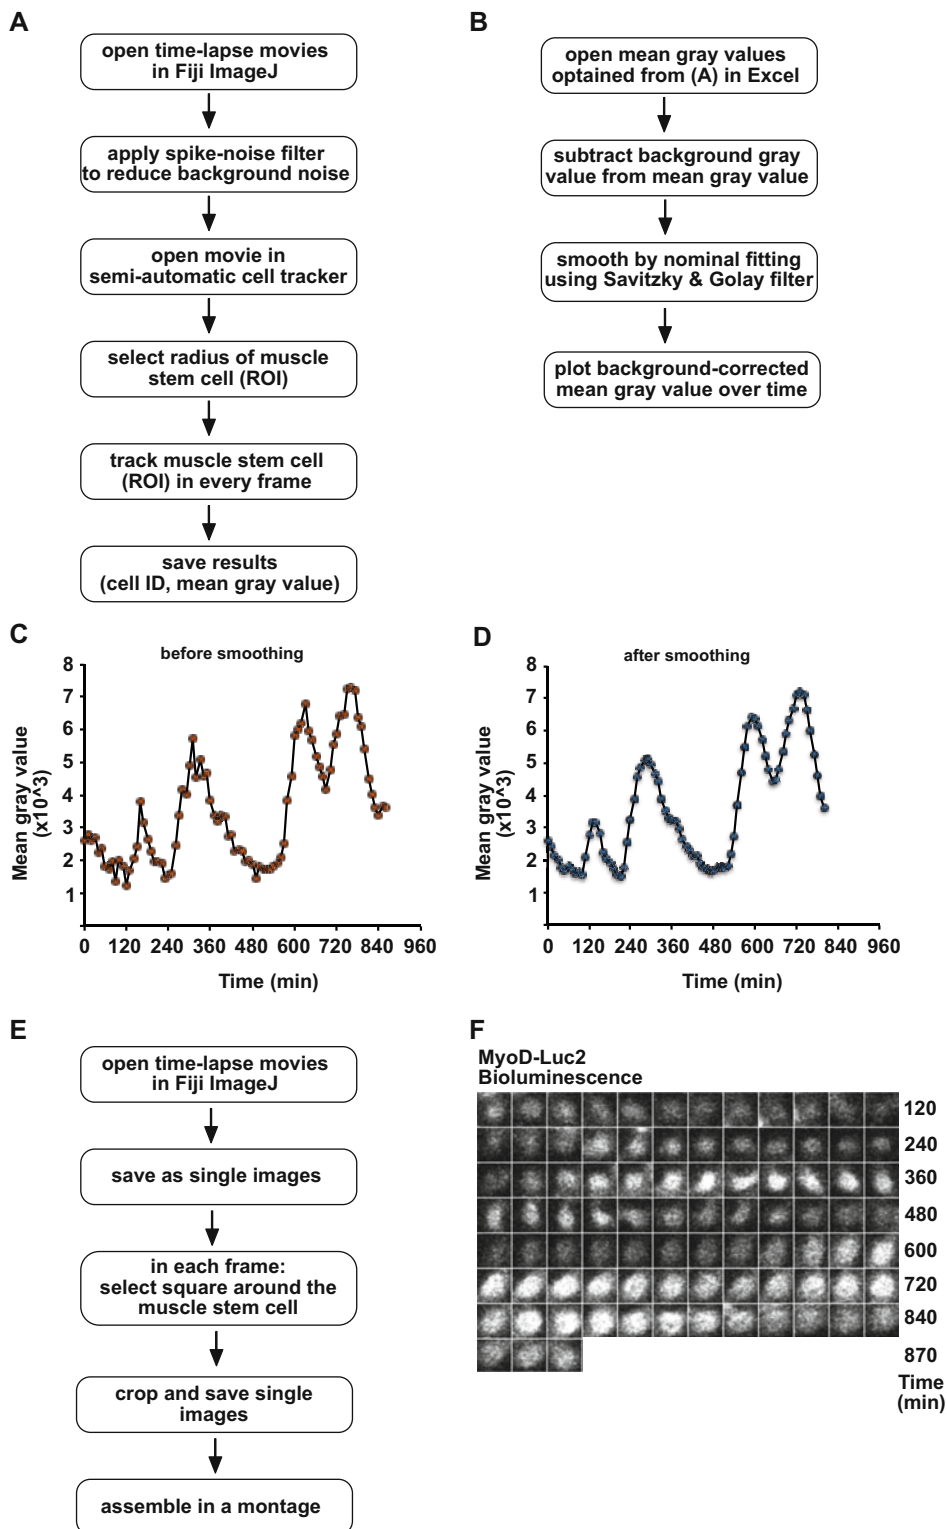 A
open time-lapse movies
in Fiji ImageJ
apply spike-noise filter
to reduce background noise
open movie in
semi-automatic cell tracker
select radius of muscle
stem cell (ROI)
track muscle stem cell
(ROI) in every frame
save results
(cell ID, mean gray value)
B
open mean gray values
optained from (A) in Excel
subtract background gray
value from mean gray value
smooth by nominal fitting
using Savitzky & Golay filter
plot background-corrected
mean gray value over time
C
before smoothing
Mean gray value
(x10^3)
8
7
6
5
4
3
2
1
0 120 240 360 480 600 720 840 960
Time (min)
D
after smoothing
Mean gray value
(x10^3)
8
7
6
5
4
3
2
1
0 120 240 360 480 600 720 840 960
Time (min)
E
open time-lapse movies
in Fiji ImageJ
save as single images
in each frame:
select square around the
muscle stem cell
crop and save single
images
assemble in a montage
F
MyoD-Luc2
Bioluminescence
120
240
360
480
600
720
840
870
Time
(min)